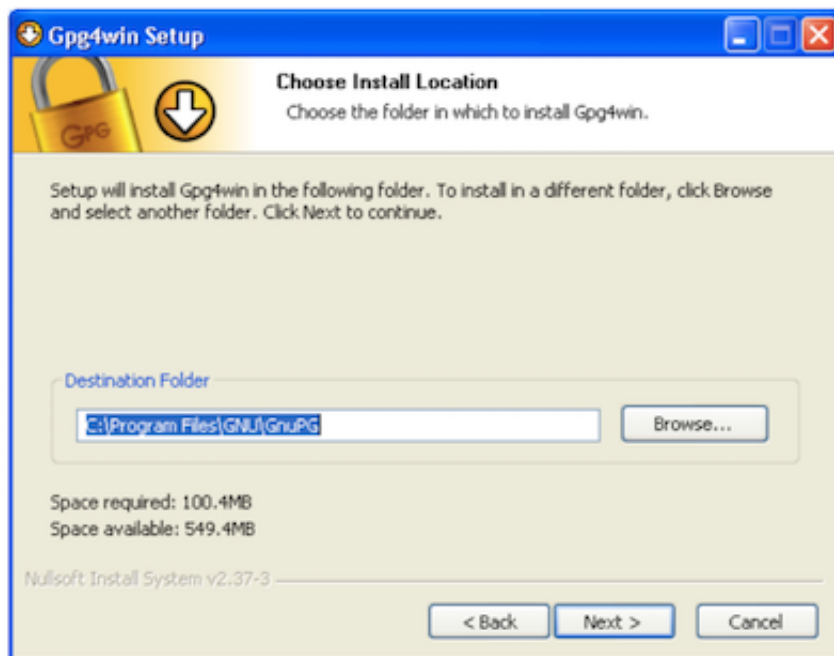 Gpg4win Setup
Choose Install Location
Choose the folder in which to install Gpg4win.
GPG
Setup will install Gpg4win in the following folder. To install in a different folder, click Browse
and select another folder. Click Next to continue.
Destination Folder
C:\Program Files\GNU\GnuPG
Browse...
Space required: 100.4MB
Space available: 549.4MB
Nullsoft Install System v2.37-3
< Back Next > Cancel